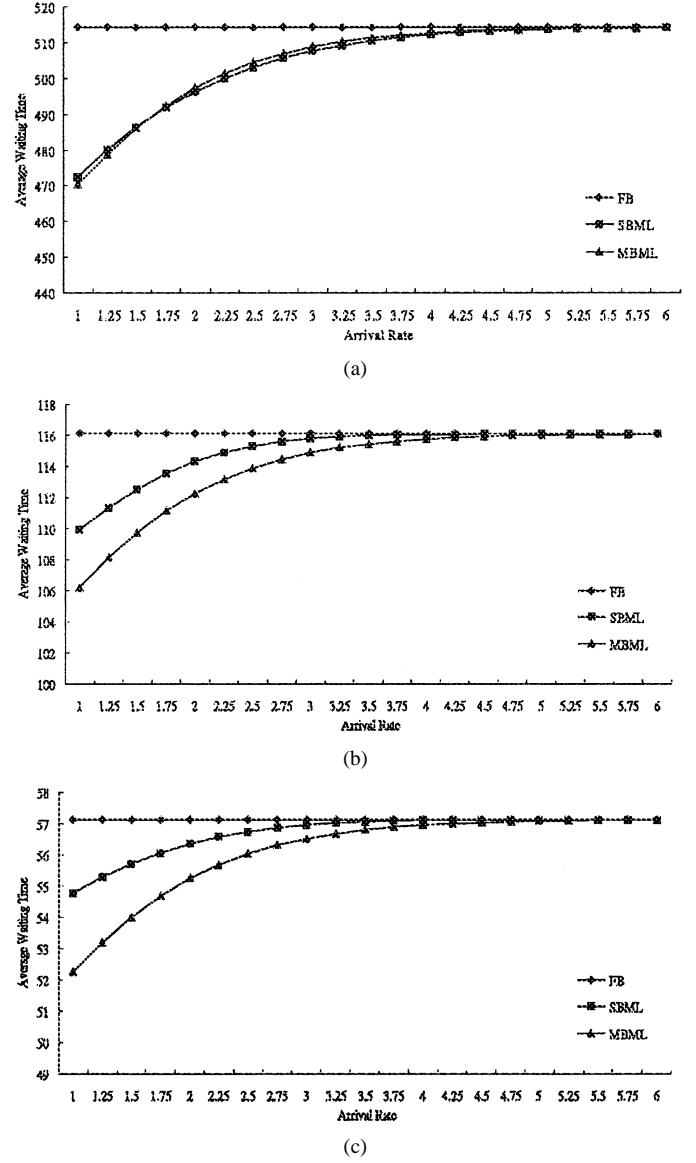 520
510
500
490
480
470
460
450
440
Average Waiting Time
FB
SBML
MBML
1 1.25 1.5 1.75 2 2.25 2.5 2.75 3 3.25 3.5 3.75 4 4.25 4.5 4.75 5 5.25 5.5 5.75 6
Arrival Rate
(a)
118
116
114
112
110
108
106
104
102
100
Average Waiting Time
FB
SBML
MBML
1 1.25 1.5 1.75 2 2.25 2.5 2.75 3 3.25 3.5 3.75 4 4.25 4.5 4.75 5 5.25 5.5 5.75 6
Arrival Rate
(b)
58
57
56
55
54
53
52
51
50
49
Average Waiting Time
FB
SBML
MBML
1 1.25 1.5 1.75 2 2.25 2.5 2.75 3 3.25 3.5 3.75 4 4.25 4.5 4.75 5 5.25 5.5 5.75 6
Arrival Rate
(c)